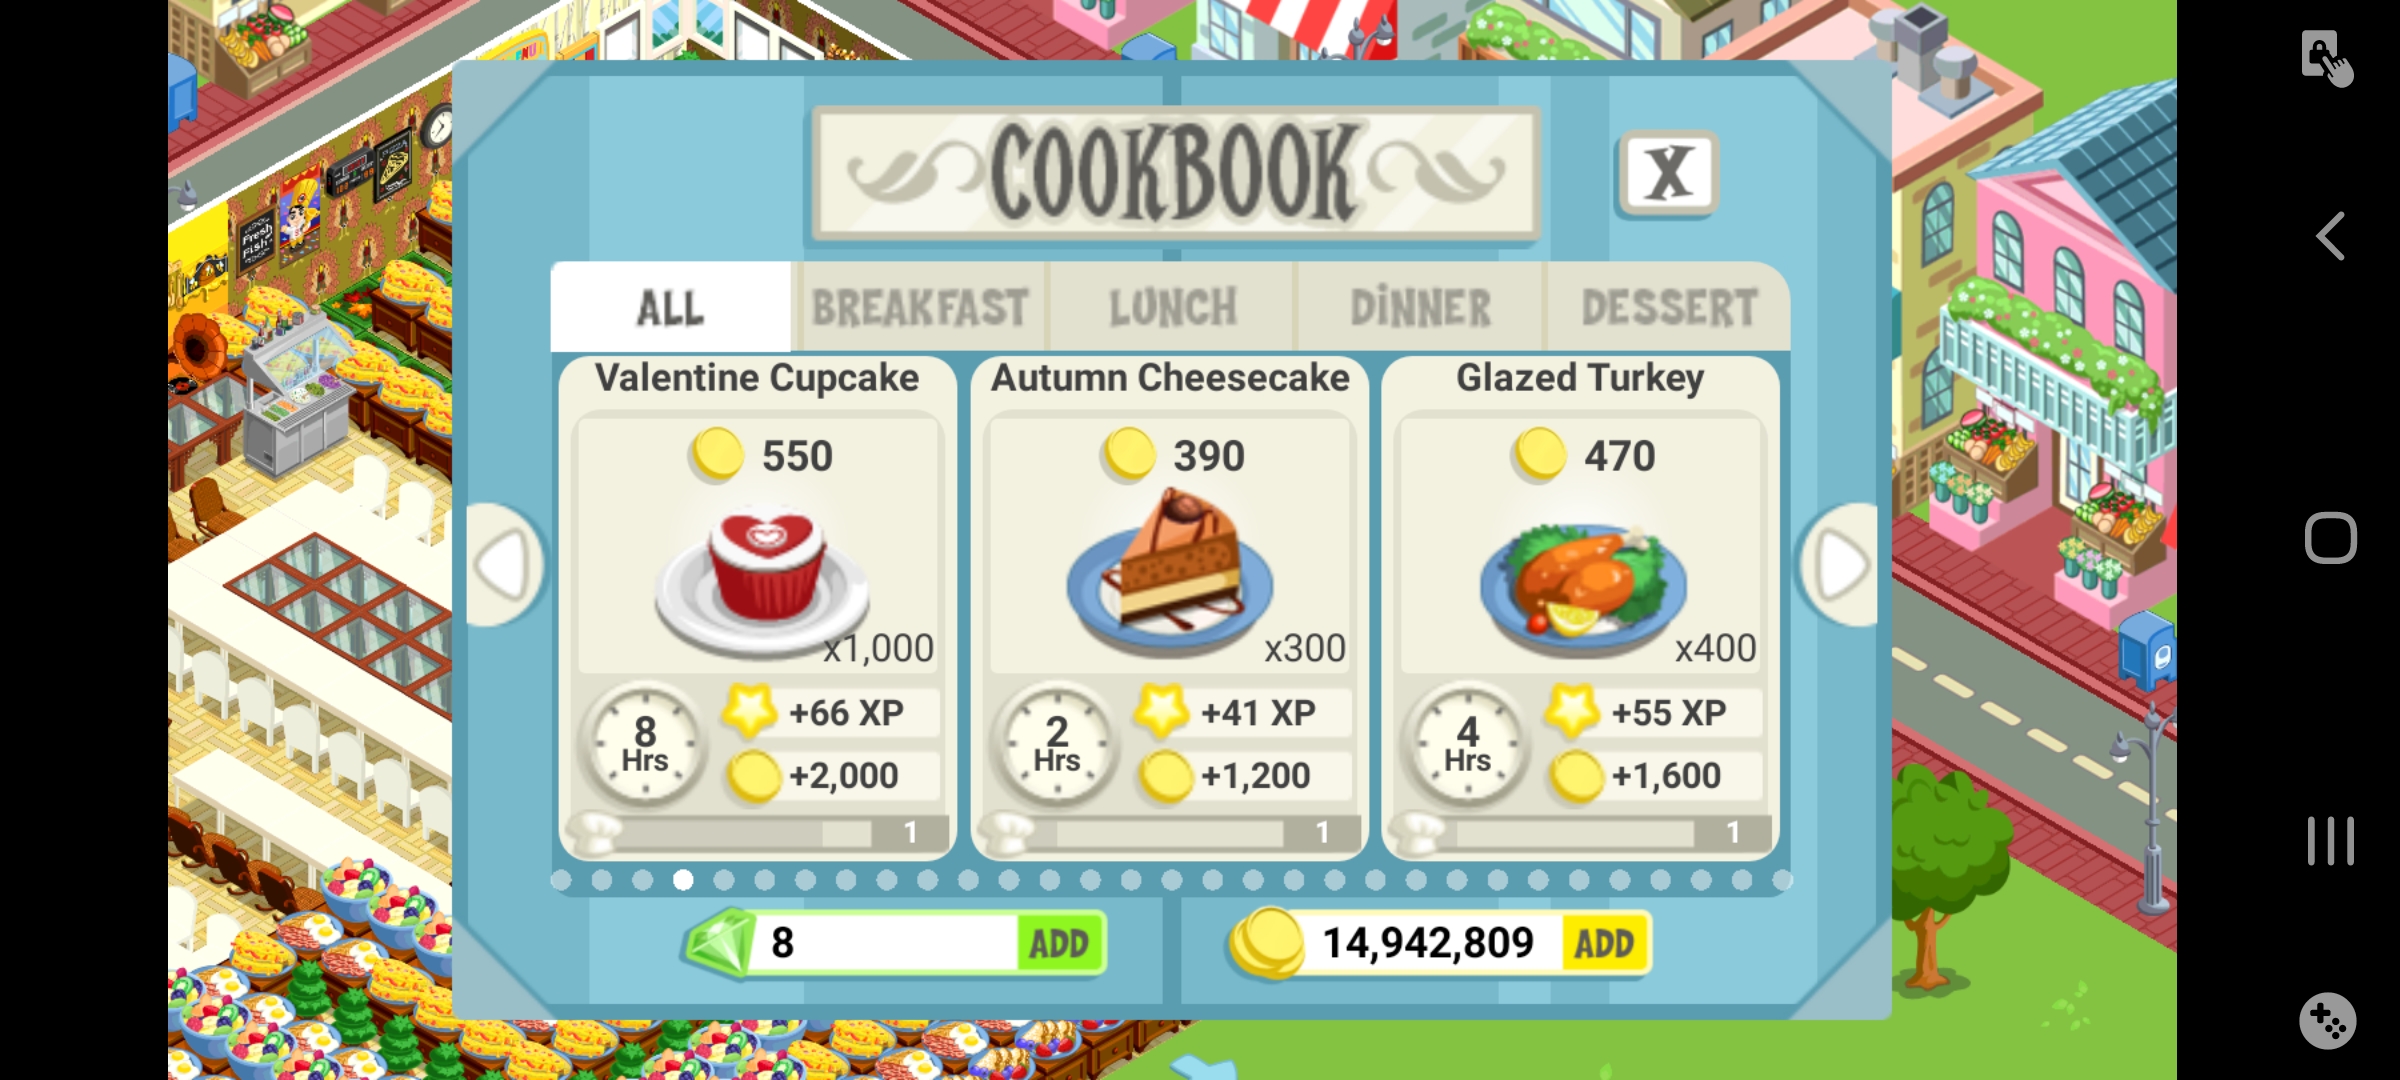 Fresh
Fish
COOKBOOK
X
ALL
BREAKFAST
LUNCH
DINNER
DESSERT
Valentine Cupcake
550
x1,000
8
Hrs
+66 XP
+2,000
1
Autumn Cheesecake
390
x300
2
Hrs
+41 XP
+1,200
1
Glazed Turkey
470
x400
4
Hrs
+55 XP
+1,600
1
8
ADD
14,942,809
ADD